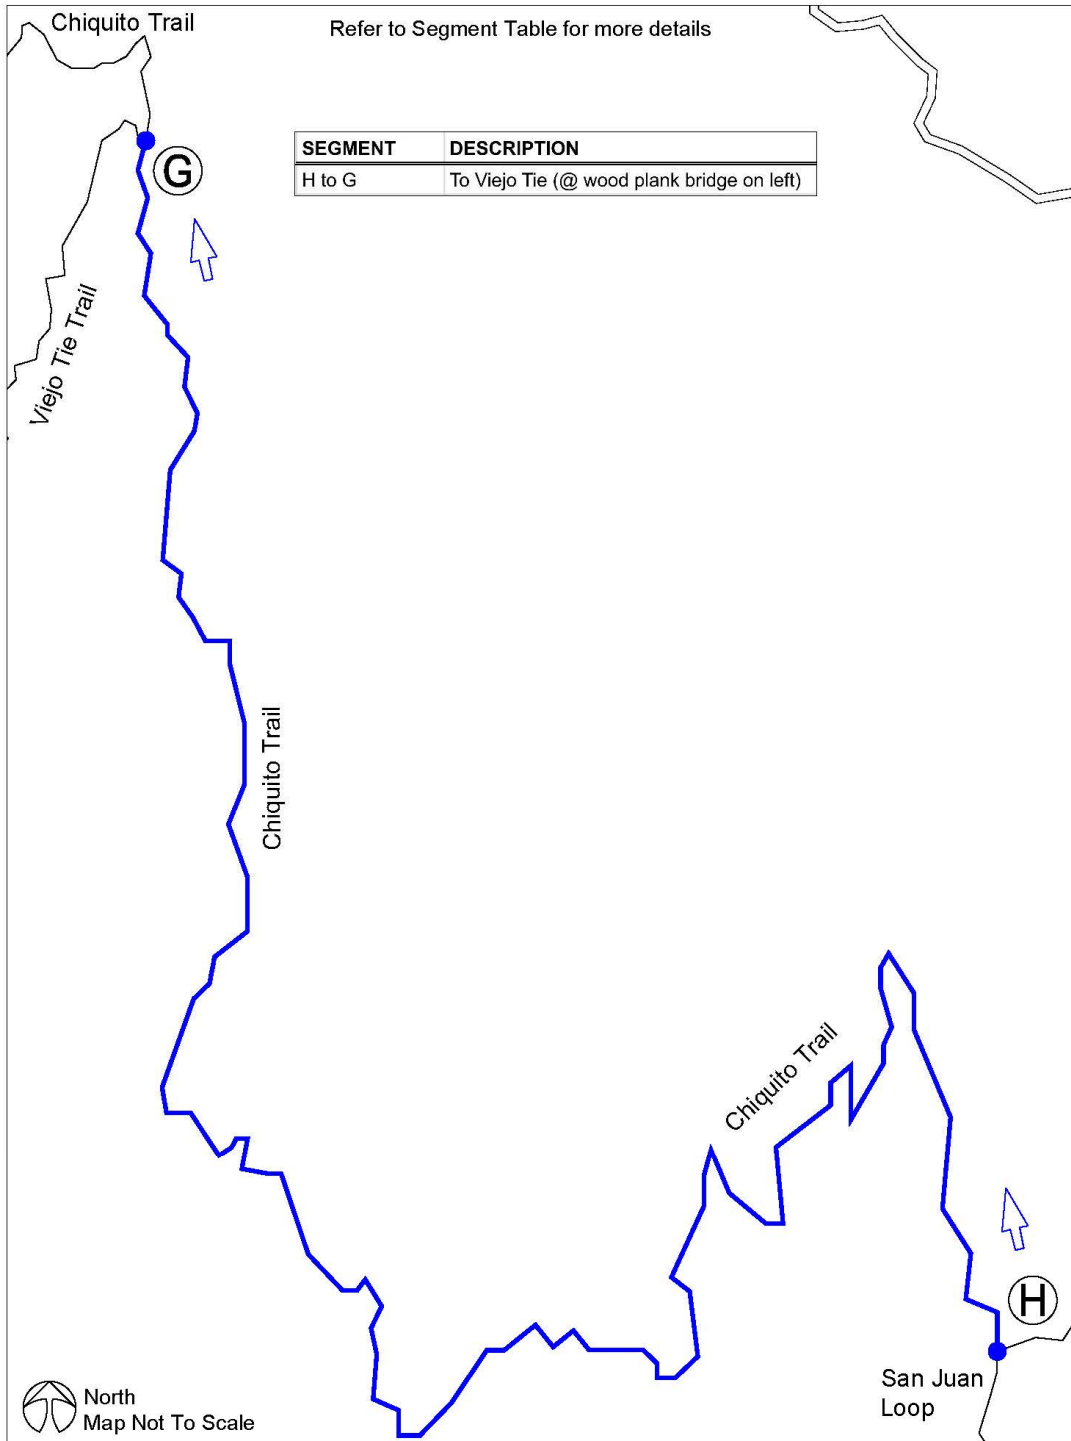 Chiquito Trail
Refer to Segment Table for more details
SEGMENT DESCRIPTION
H to G To Viejo Tie (@ wood plank bridge on left)
G
Viejo Tie Trail
Chiquito Trail
Chiquito Trail
H
San Juan
Loop
North
Map Not To Scale